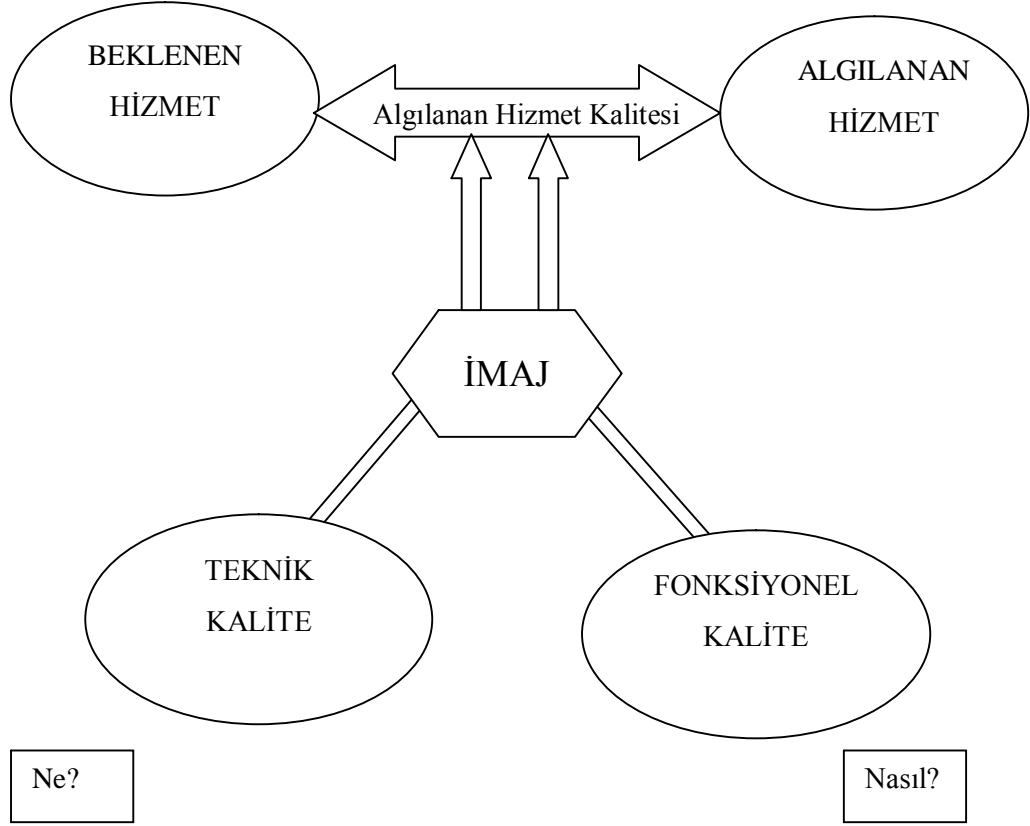 BEKLENEN
HİZMET
Algılanan Hizmet Kalitesi
ALGILANAN
HİZMET
İMAJ
TEKNİK
KALİTE
FONKSİYONEL
KALİTE
Ne?
Nasıl?